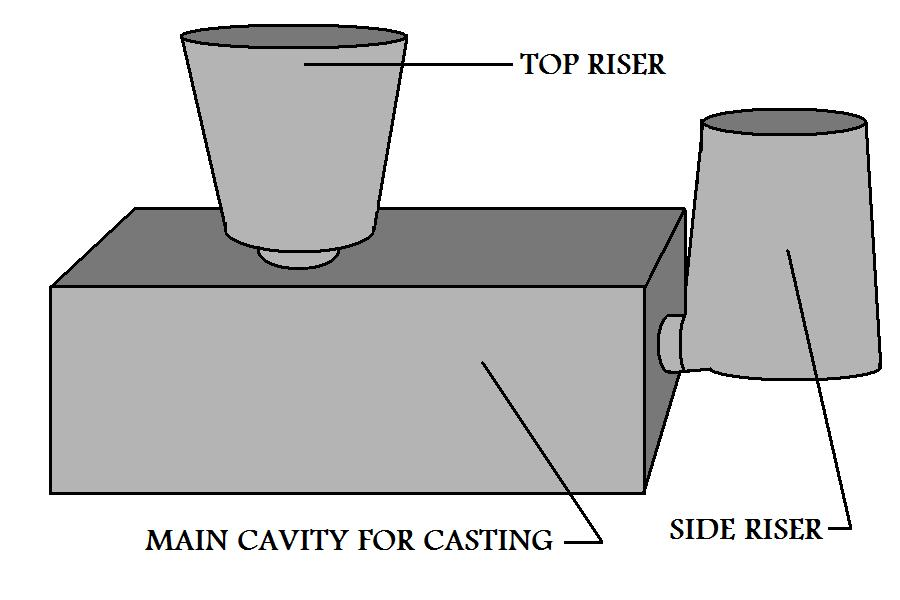 TOP RISER
SIDE RISER
MAIN CAVITY FOR CASTING